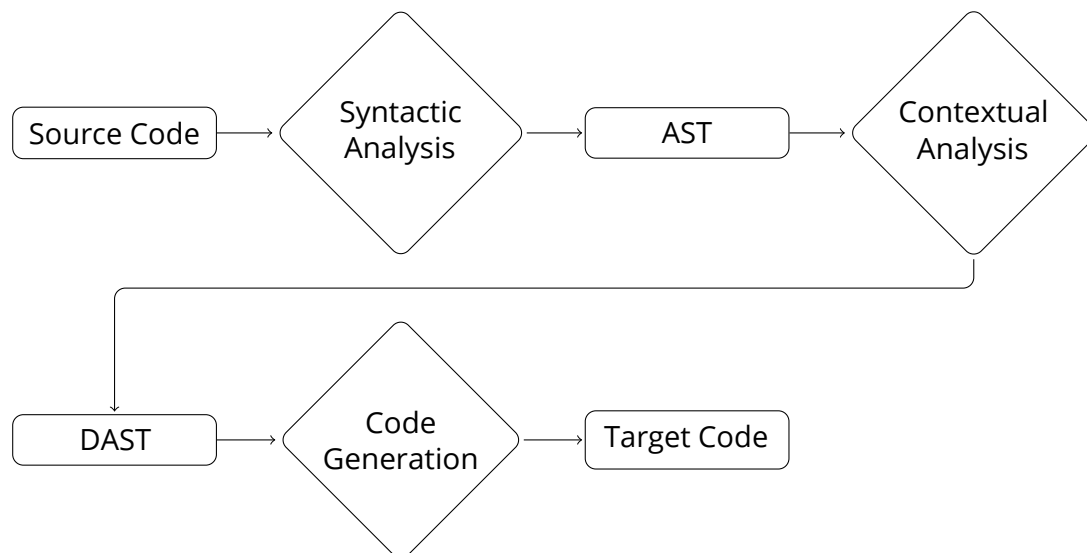 Source Code
Syntactic
Analysis
AST
Contextual
Analysis
DAST
Code
Generation
Target Code